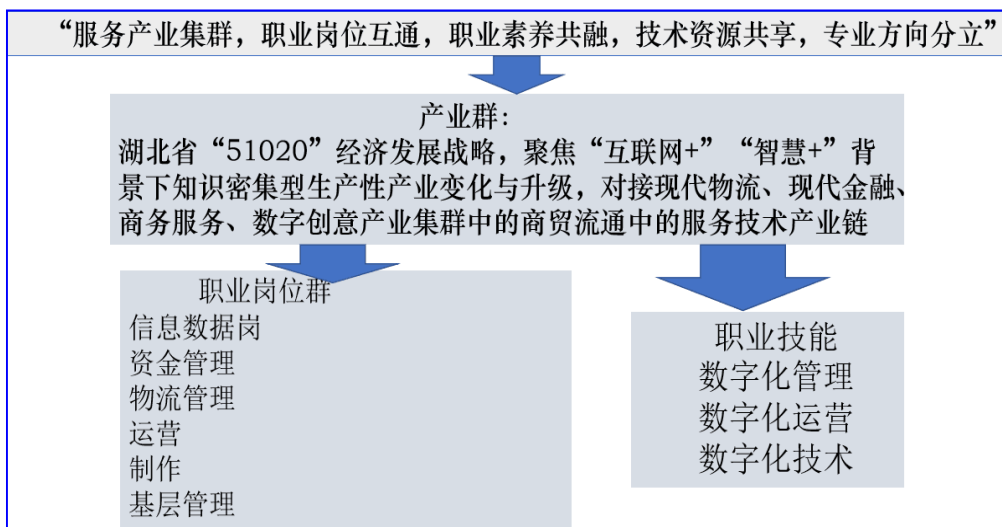 “服务产业集群，职业岗位互通，职业素养共融，技术资源共享，专业方向分立”
产业群：
湖北省“51020”经济发展战略，聚焦“互联网+”“智慧+”背
景下知识密集型生产性产业变化与升级，对接现代物流、现代金融、
商务服务、数字创意产业集群中的商贸流通中的服务技术产业链
职业岗位群
信息数据岗
资金管理
物流管理
运营
制作
基层管理
职业技能
数字化管理
数字化运营
数字化技术